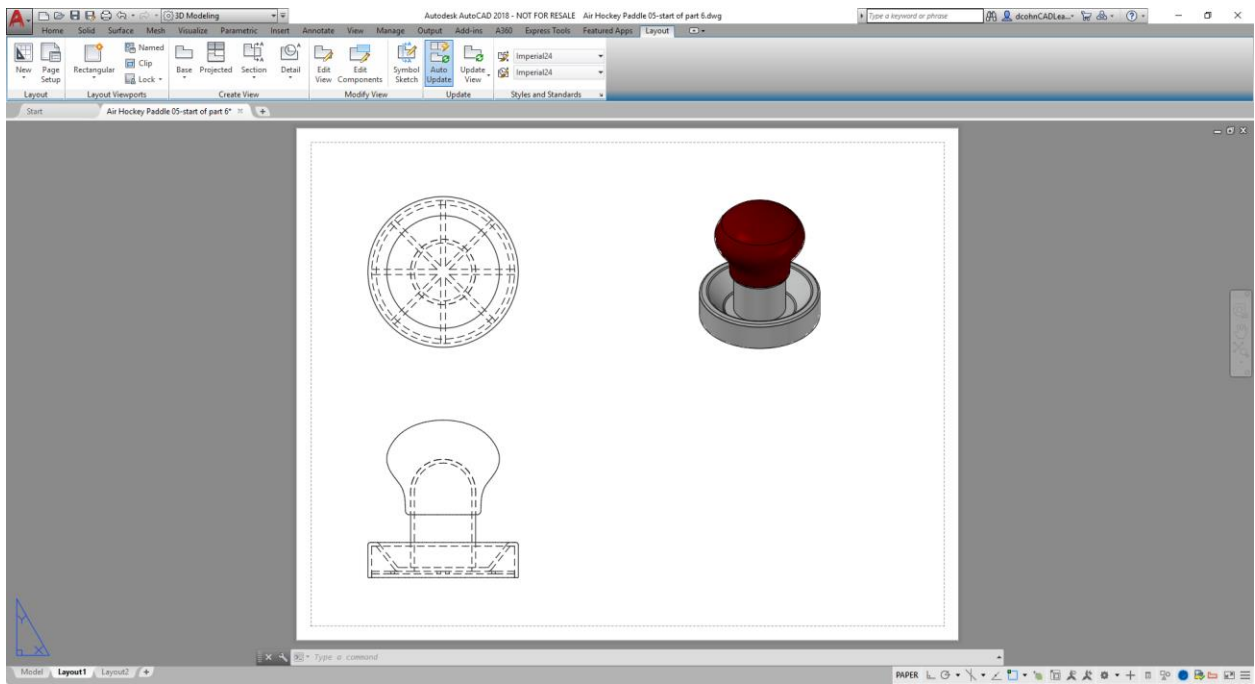 3D Modeling
Autodesk AutoCAD 2018 - NOT FOR RESALE Air Hockey Paddle 05-start of part 6.dwg
Type a keyword or phrase
dcohnCADLea...
Home Solid Surface Mesh Visualize Parametric Insert Annotate View Manage Output Add-ins A360 Express Tools Featured Apps Layout
New
Page Setup
Rectangular
Named
Clip
Lock
Base
Projected
Section
Detail
Edit View
Edit Components
Symbol Sketch
Auto Update
Update View
Imperial24
Imperial24
Layout Layout Viewports Create View Modify View Update Styles and Standards
Start Air Hockey Paddle 05-start of part 6*
Y
X
Type a command
Model Layout1 Layout2 +
PAPER